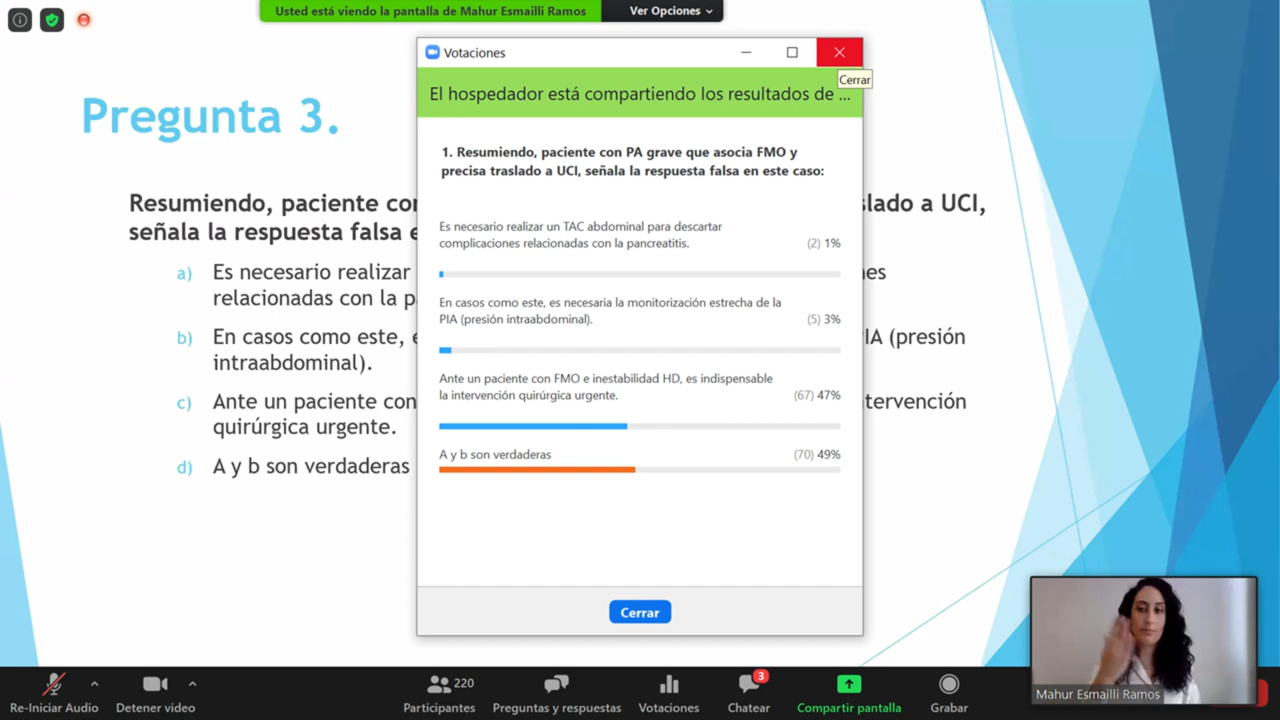 Usted está viendo la pantalla de Mahur Esmailli Ramos
Ver Opciones
Votaciones
Cerrar
El hospedador está compartiendo los resultados de ...
1. Resumiendo, paciente con PA grave que asocia FMO y
precisa traslado a UCI, señala la respuesta falsa en este caso:
Es necesario realizar un TAC abdominal para descartar
complicaciones relacionadas con la pancreatitis.
(2) 1%
En casos como este, es necesaria la monitorización estrecha de la
PIA (presión intraabdominal).
(5) 3%
Ante un paciente con FMO e inestabilidad HD, es indispensable
la intervención quirúrgica urgente.
(67) 47%
A y b son verdaderas
(70) 49%
Cerrar
Pregunta 3.
Resumiendo, paciente
slado a UCI,
señala la respuesta falsa
a) Es necesario realizar
relacionadas con la
b) En casos como este,
PIA (presión
intraabdominal).
c) Ante un paciente con
intervención
quirúrgica urgente.
d) A y b son verdaderas
Mahur Esmailli Ramos
Re-Iniciar Audio
Detener video
220
Participantes
Preguntas y respuestas
Votaciones
3
Chatear
Compartir pantalla
Grabar